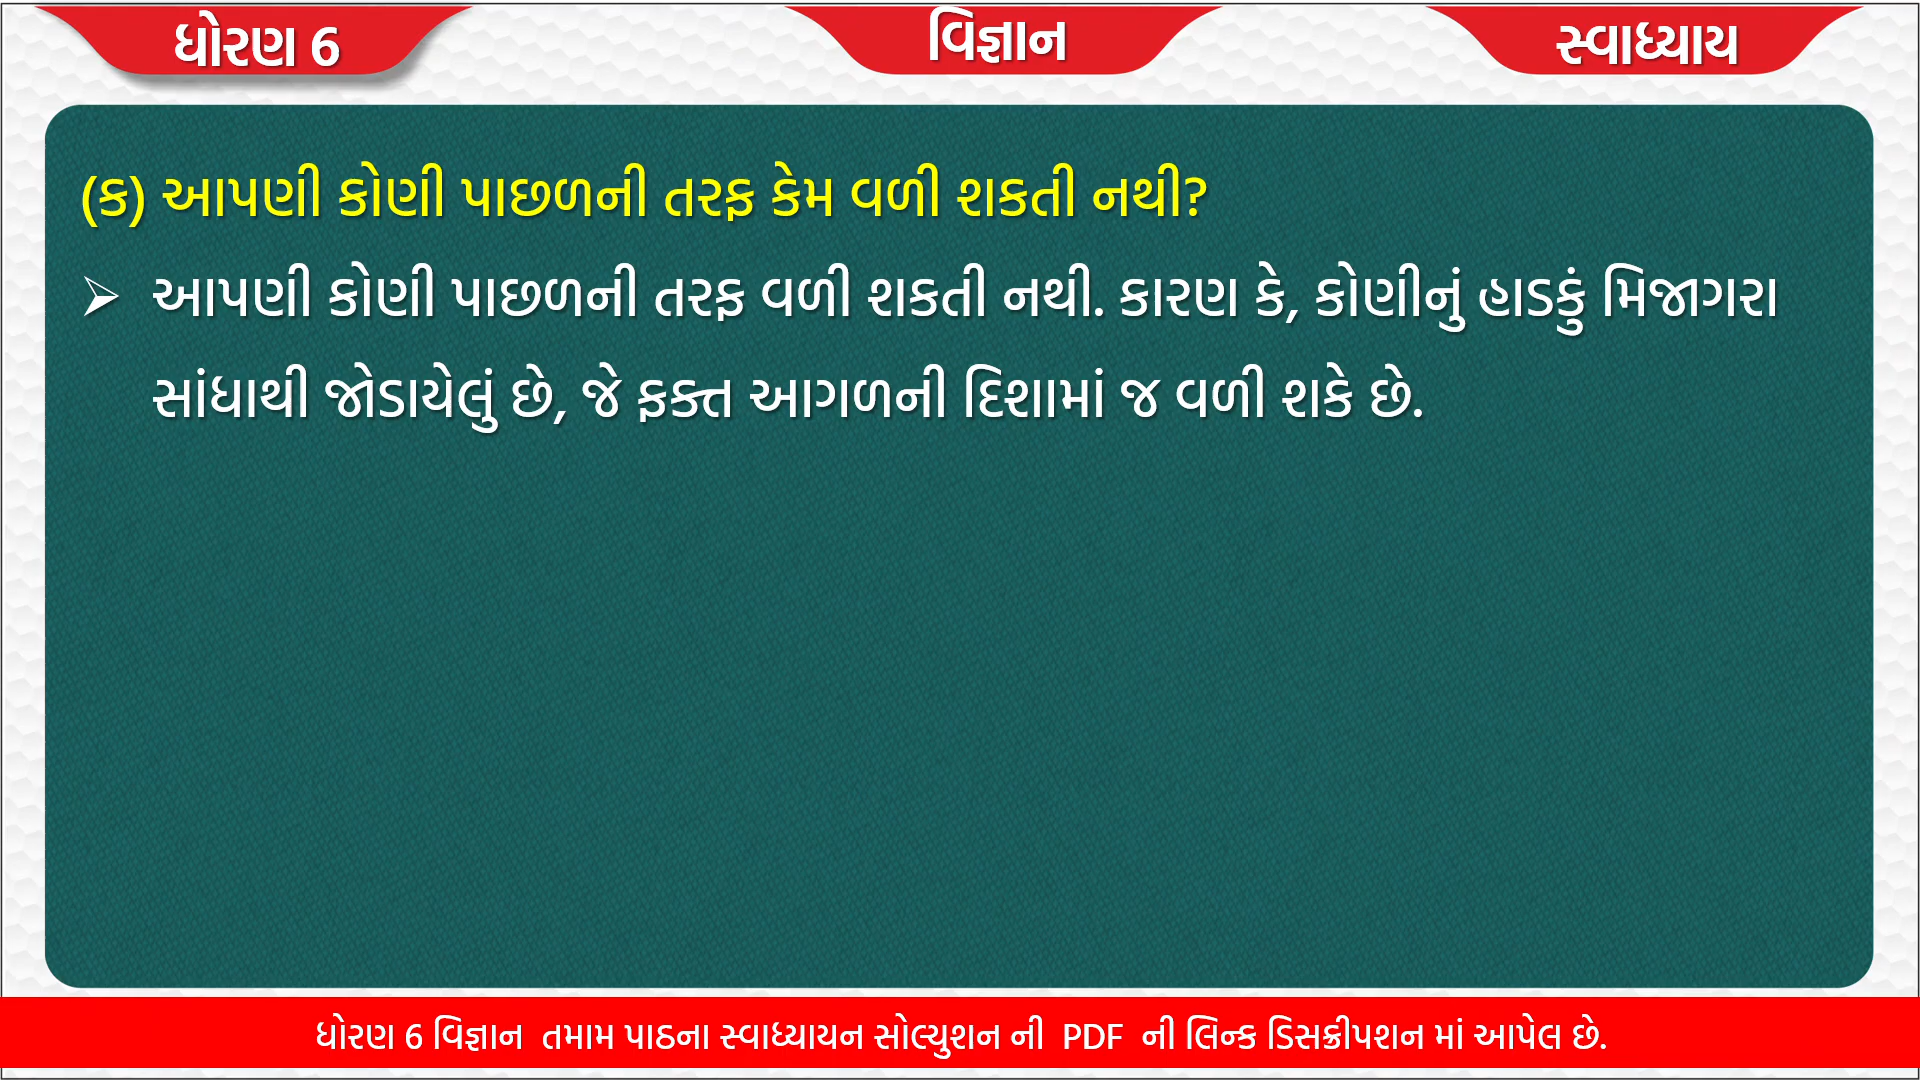 ધોરણ 6
વિજ્ઞાન
સ્વાધ્યાય
(ક) આપણી કોણી પાછળની તરફ કેમ વળી શકતી નથી?
➢ આપણી કોણી પાછળની તરફ વળી શકતી નથી. કારણ કે, કોણીનું હાડકું મિજાગરા
સાંધાથી જોડાયેલું છે, જે ફક્ત આગળની દિશામાં જ વળી શકે છે.
ધોરણ 6 વિજ્ઞાન તમામ પાઠના સ્વાધ્યાયન સોલ્યુશન ની PDF ની લિન્ક ડિસક્રીપશન માં આપેલ છે.